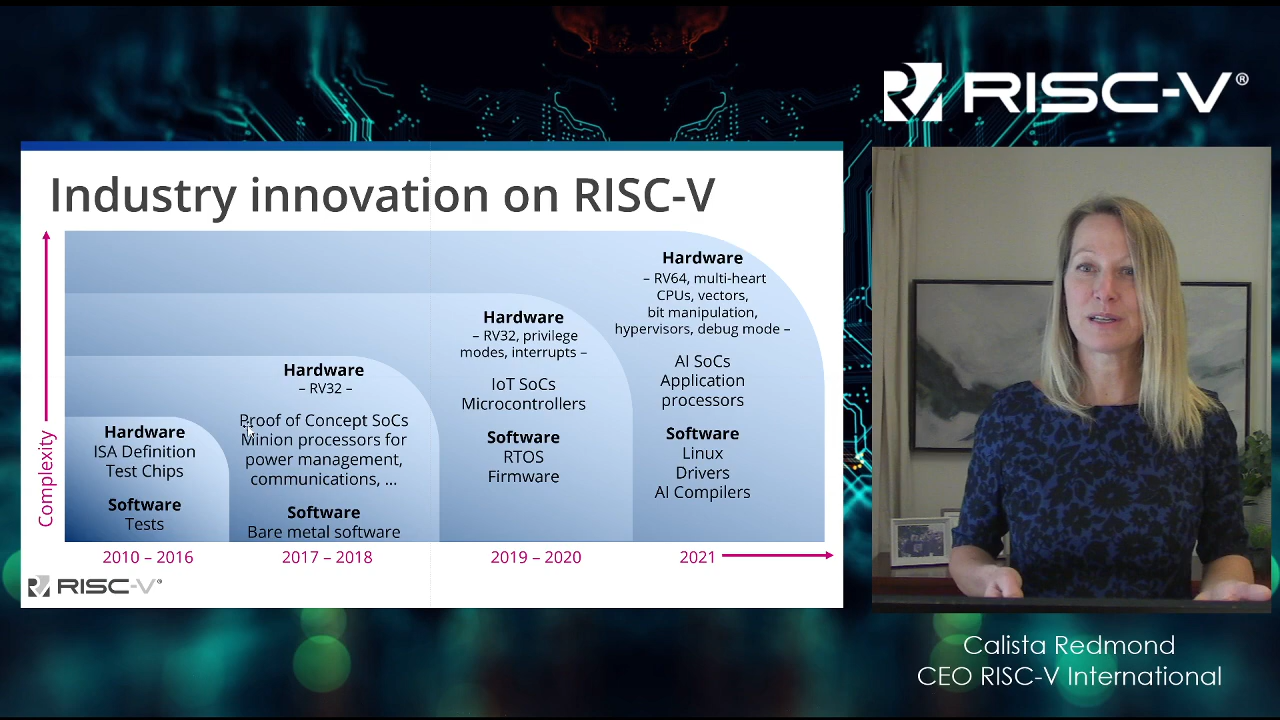 RISC-V®
Industry innovation on RISC-V
Complexity
Hardware
ISA Definition
Test Chips
Software
Tests
2010 – 2016
Hardware
– RV32 –
Proof of Concept SoCs
Minion processors for
power management,
communications, ...
Software
Bare metal software
2017 – 2018
Hardware
– RV32, privilege
modes, interrupts –
IoT SoCs
Microcontrollers
Software
RTOS
Firmware
2019 – 2020
Hardware
– RV64, multi-heart
CPUs, vectors,
bit manipulation,
hypervisors, debug mode –
AI SoCs
Application
processors
Software
Linux
Drivers
AI Compilers
2021
RISC-V®
Calista Redmond
CEO RISC-V International